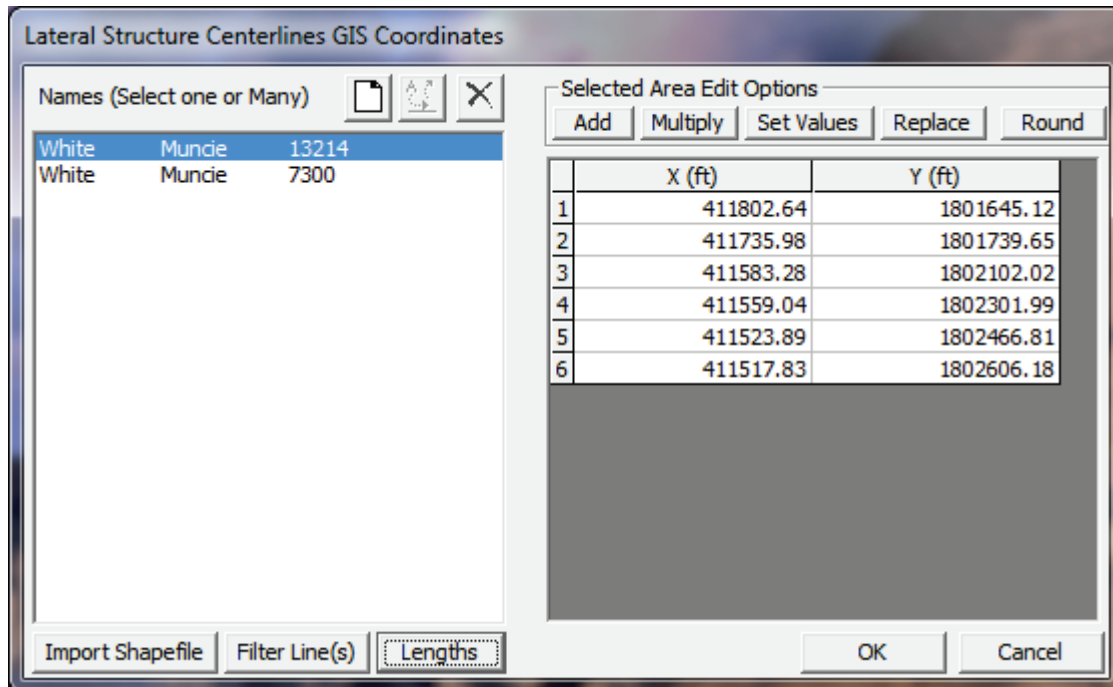 Lateral Structure Centerlines GIS Coordinates
Names (Select one or Many)
White Muncie 13214
White Muncie 7300
Selected Area Edit Options
Add Multiply Set Values Replace Round
X (ft) Y (ft)
1 411802.64 1801645.12
2 411735.98 1801739.65
3 411583.28 1802102.02
4 411559.04 1802301.99
5 411523.89 1802466.81
6 411517.83 1802606.18
Import Shapefile Filter Line(s) Lengths OK Cancel